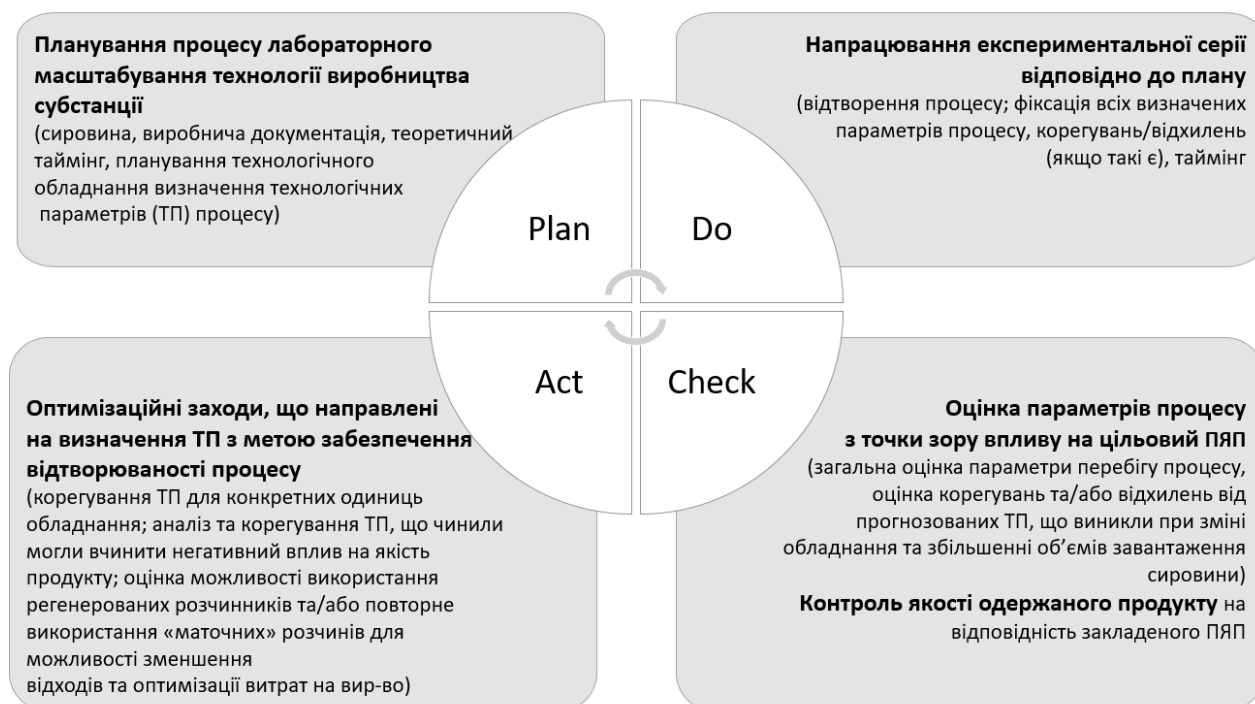 Планування процесу лабораторного
масштабування технології виробництва
субстанції
(сировина, виробнича документація, теоретичний
таймінг, планування технологічного
обладнання визначення технологічних
параметрів (ТП) процесу)
Напрацювання експериментальної серії
відповідно до плану
(відтворення процесу; фіксація всіх визначених
параметрів процесу, корегувань/відхилень
(якщо такі є), таймінг
Plan
Do
Act
Check
Оптимізаційні заходи, що направлені
на визначення ТП з метою забезпечення
відтворюваності процесу
(корегування ТП для конкретних одиниць
обладнання; аналіз та корегування ТП, що чинили
могли вчинити негативний вплив на якість
продукту; оцінка можливості використання
регенерованих розчинників та/або повторне
використання «маточних» розчинів для
можливості зменшення
відходів та оптимізації витрат на вир-во)
Оцінка параметрів процесу
з точки зору впливу на цільовий ПЯП
(загальна оцінка параметри перебігу процесу,
оцінка корегувань та/або відхилень від
прогнозованих ТП, що виникли при зміні
обладнання та збільшенні об’ємів завантаження
сировини)
Контроль якості одержаного продукту на
відповідність закладеного ПЯП